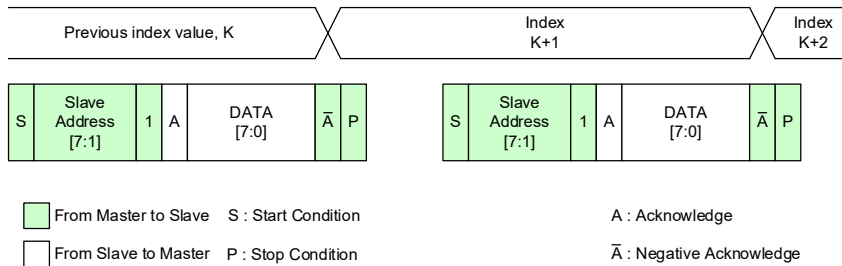 Previous index value, K
Index
K+1
Index
K+2
S
Slave
Address
[7:1]
1
A
DATA
[7:0]
A̅
P
S
Slave
Address
[7:1]
1
A
DATA
[7:0]
A̅
P
From Master to Slave
S : Start Condition
A : Acknowledge
From Slave to Master
P : Stop Condition
A̅ : Negative Acknowledge